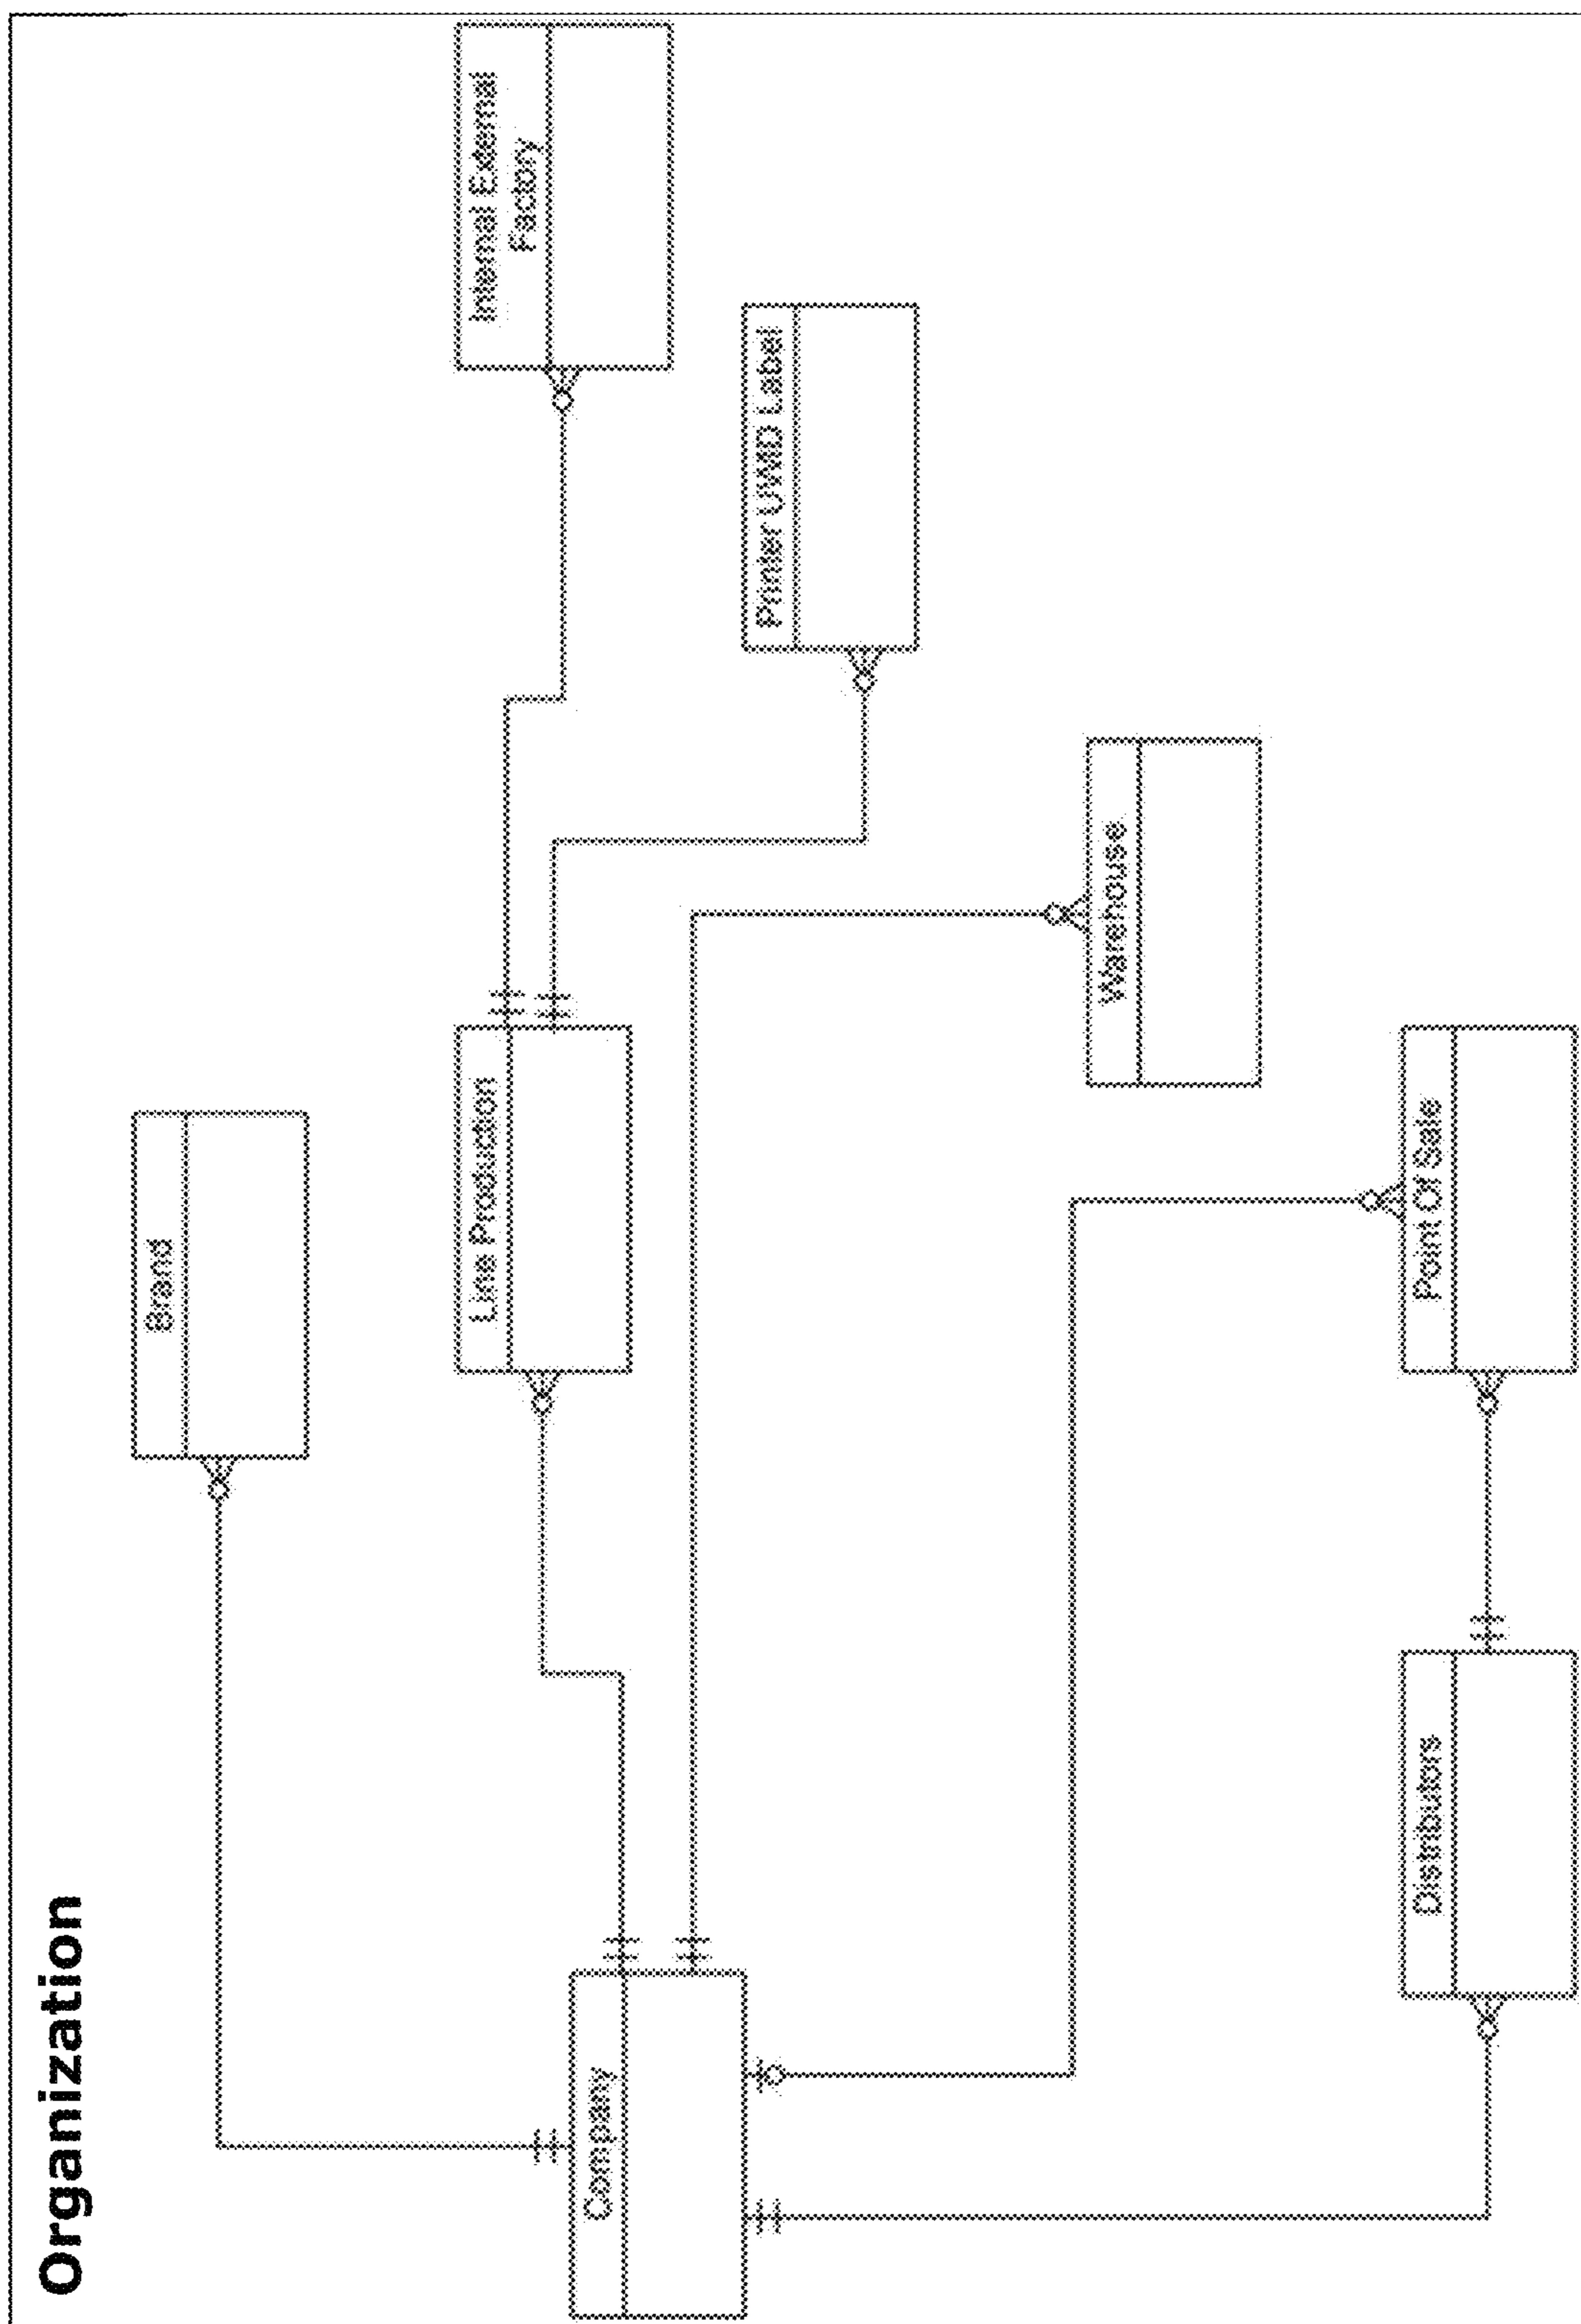 Organization
Brand
Internal External
Factory
Line Production
Company
Printer UWID Label
Warehouse
Distributors
Point Of Sale